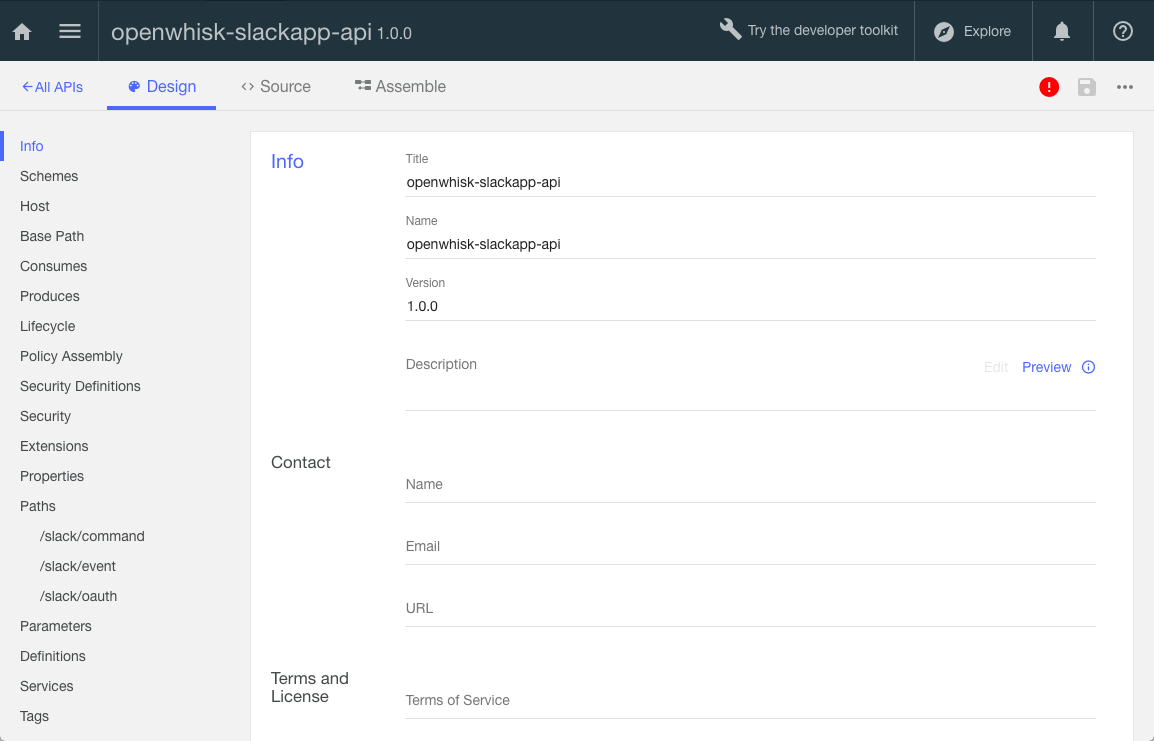 openwhisk-slackapp-api 1.0.0
Try the developer toolkit
Explore
All APIs
Design
Source
Assemble
Info
Schemes
Host
Base Path
Consumes
Produces
Lifecycle
Policy Assembly
Security Definitions
Security
Extensions
Properties
Paths
/slack/command
/slack/event
/slack/oauth
Parameters
Definitions
Services
Tags
Info
Title
openwhisk-slackapp-api
Name
openwhisk-slackapp-api
Version
1.0.0
Description
Edit Preview
Contact
Name
Email
URL
Terms and
License
Terms of Service